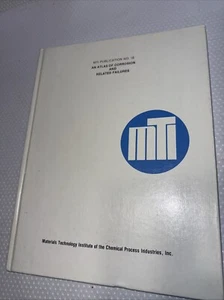 MTI PUBLICATION NO. 18
AN ATLAS OF CORROSION
AND
RELATED FAILURES
mTi
Materials Technology Institute of the Chemical Process Industries, Inc.